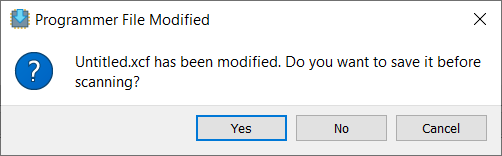 Programmer File Modified
Untitled.xcf has been modified. Do you want to save it before
scanning?
Yes
No
Cancel